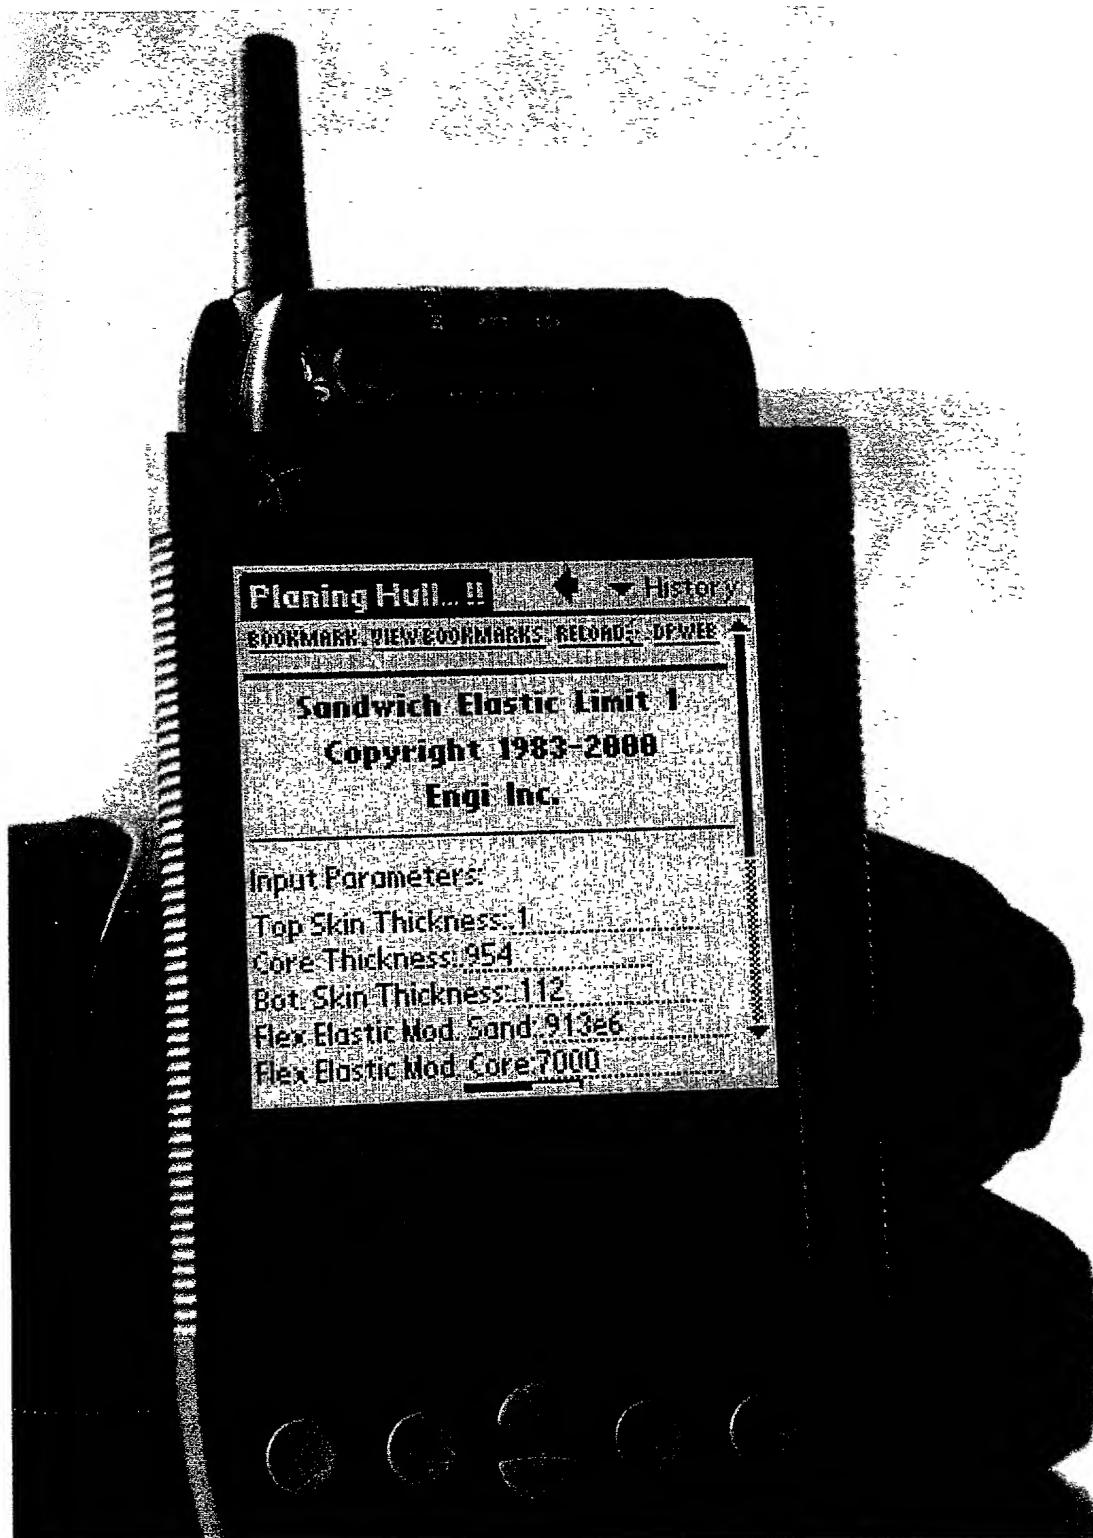 Planing Hull... !!
History
BOOKMARK VIEW BOOKMARKS RELOAD DPWEB
Sandwich Elastic Limit 1
Copyright 1983-2000
Engi Inc.
Input Parameters:
Top Skin Thickness: 1
Core Thickness: 954
Bot. Skin Thickness: 112
Flex Elastic Mod. Sand: 913e6
Flex Elastic Mod. Core 7000